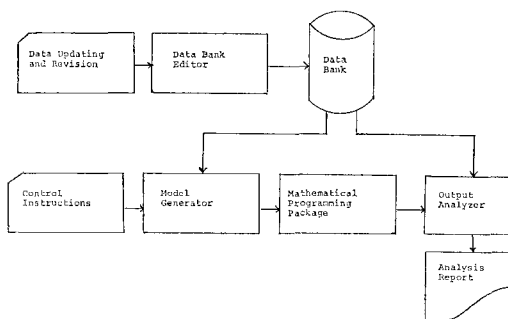 Data Updating
and Revision
Data Bank
Editor
Data
Bank
Control
Instructions
Model
Generator
Mathematical
Programming
Package
Output
Analyzer
Analysis
Report